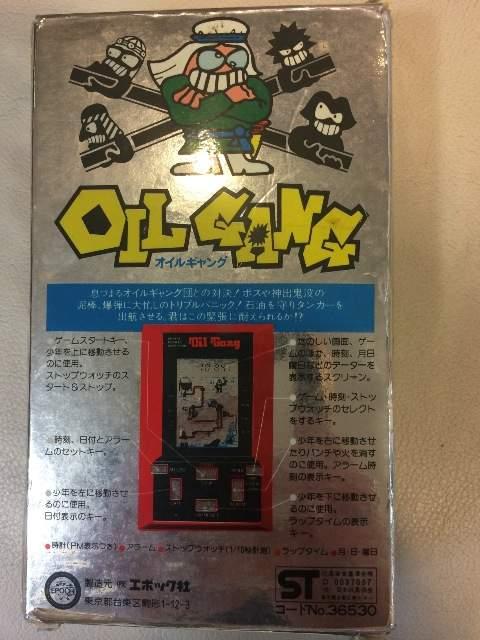 OIL GANG
オイルギャング
息づまるオイルギャング団との対決!ボスや神出鬼没の
泥棒、爆弾に大忙しのトリプルパニック!石油を守りタンカーを
出航させる。君はこの緊張に耐えられるか!?
ゲームスタートキー、
少年を上に移動させる
のに使用。
ストップウォッチのス
タート&ストップ。
時刻、日付とアラー
ムのセットキー。
少年を左に移動させ
るのに使用。
日付表示のキー。
Oil Gang
たのしい画面、ゲー
ムのほか、時刻、月日
曜日などのデーターを
表示するスクリーン。
ゲーム・時刻・ストッ
プウォッチのセレクト
をするキー。
少年を右に移動させ
たりパンチや火を消す
のに使用。アラーム時
刻の表示キー。
少年を下に移動させ
るのに使用。
ラップタイムの表示
キー。
●時計(PM表示つき)●アラーム●ストップウォッチ(1/10秒計測)●ラップタイム●月・日・曜日
EPOCH
製造元 (株)エポック社
東京都台東区駒形1-12-3
ST
コードNo.36530